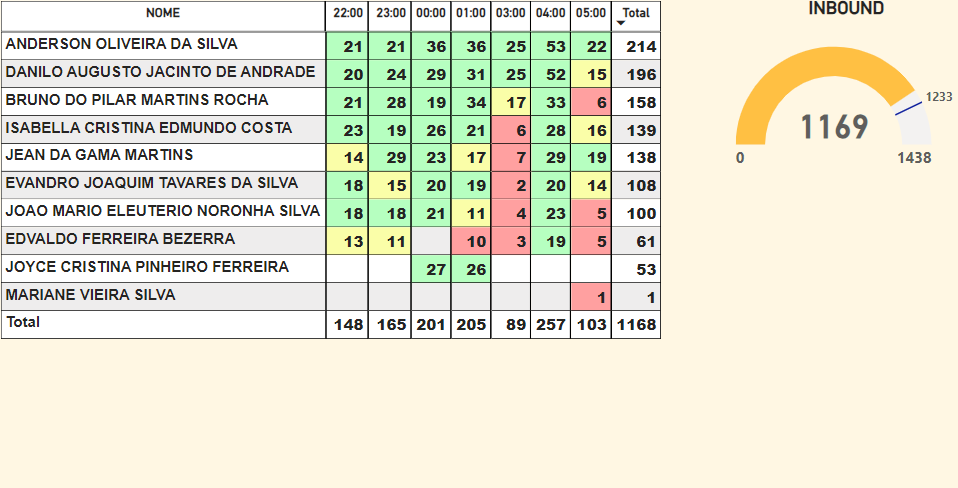 NOME 22:00 23:00 00:00 01:00 03:00 04:00 05:00 Total
ANDERSON OLIVEIRA DA SILVA 21 21 36 36 25 53 22 214
DANILO AUGUSTO JACINTO DE ANDRADE 20 24 29 31 25 52 15 196
BRUNO DO PILAR MARTINS ROCHA 21 28 19 34 17 33 6 158
ISABELLA CRISTINA EDMUNDO COSTA 23 19 26 21 6 28 16 139
JEAN DA GAMA MARTINS 14 29 23 17 7 29 19 138
EVANDRO JOAQUIM TAVARES DA SILVA 18 15 20 19 2 20 14 108
JOAO MARIO ELEUTERIO NORONHA SILVA 18 18 21 11 4 23 5 100
EDVALDO FERREIRA BEZERRA 13 11 10 3 19 5 61
JOYCE CRISTINA PINHEIRO FERREIRA 27 26 53
MARIANE VIEIRA SILVA 1 1
Total 148 165 201 205 89 257 103 1168
INBOUND
1233
1169
0 1438